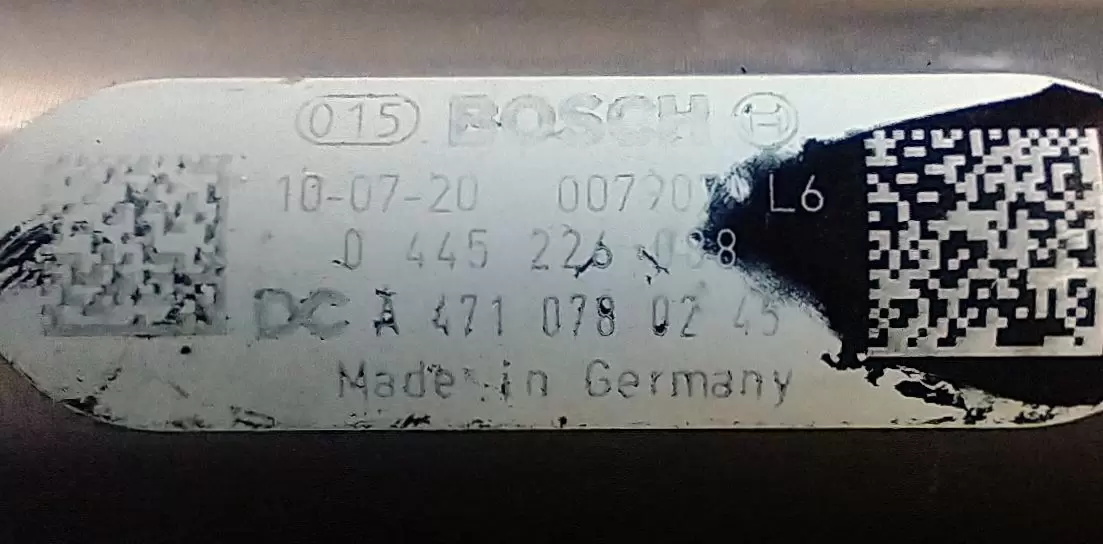 015 BOSCH
10-07-20 L6
0 445 226
DC A 471 078 02 45
Made in Germany